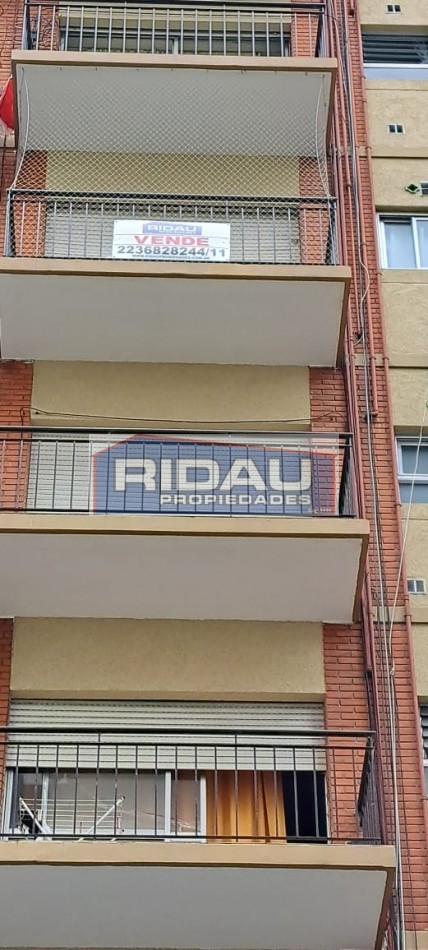 RIDAU
VENDE
2236828244/11
RIDAU
PROPIEDADES